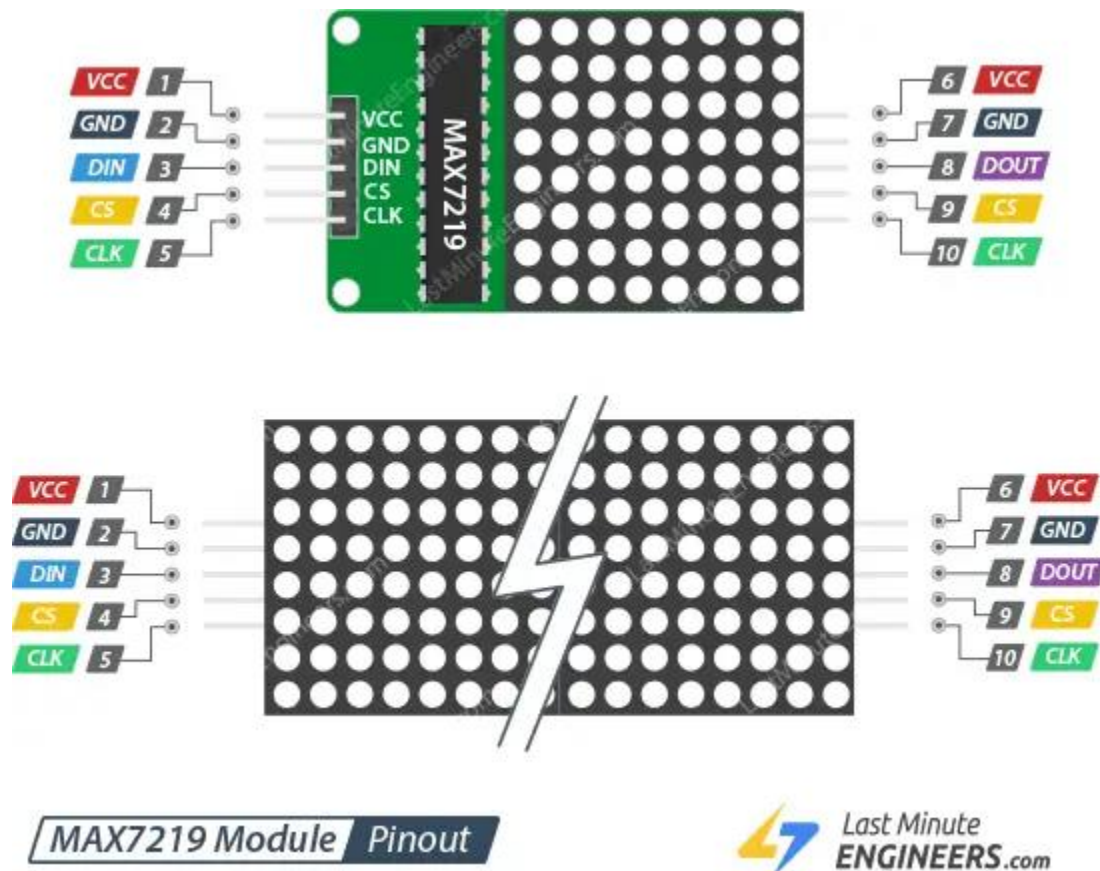 VCC 1
GND 2
DIN 3
CS 4
CLK 5
VCC
GND
DIN
CS
CLK
MAX7219
6 VCC
7 GND
8 DOUT
9 CS
10 CLK
VCC 1
GND 2
DIN 3
CS 4
CLK 5
6 VCC
7 GND
8 DOUT
9 CS
10 CLK
MAX7219 Module Pinout
Last Minute
ENGINEERS.com